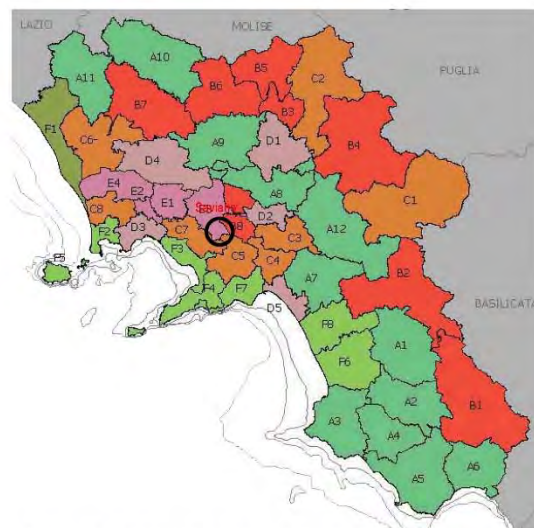 LAZIO
MOLISE
PUGLIA
BASILICATA
A10
A11
B5
C2
B6
B7
B3
F1
C6
A9
D1
B4
D4
E4
E2
E1
A8
C1
C8
D2
A12
F2
D3
C7
C3
F3
C5
C4
F5
A7
B2
F4
F7
D5
F8
A1
F6
A2
B1
A3
A4
A5
A6